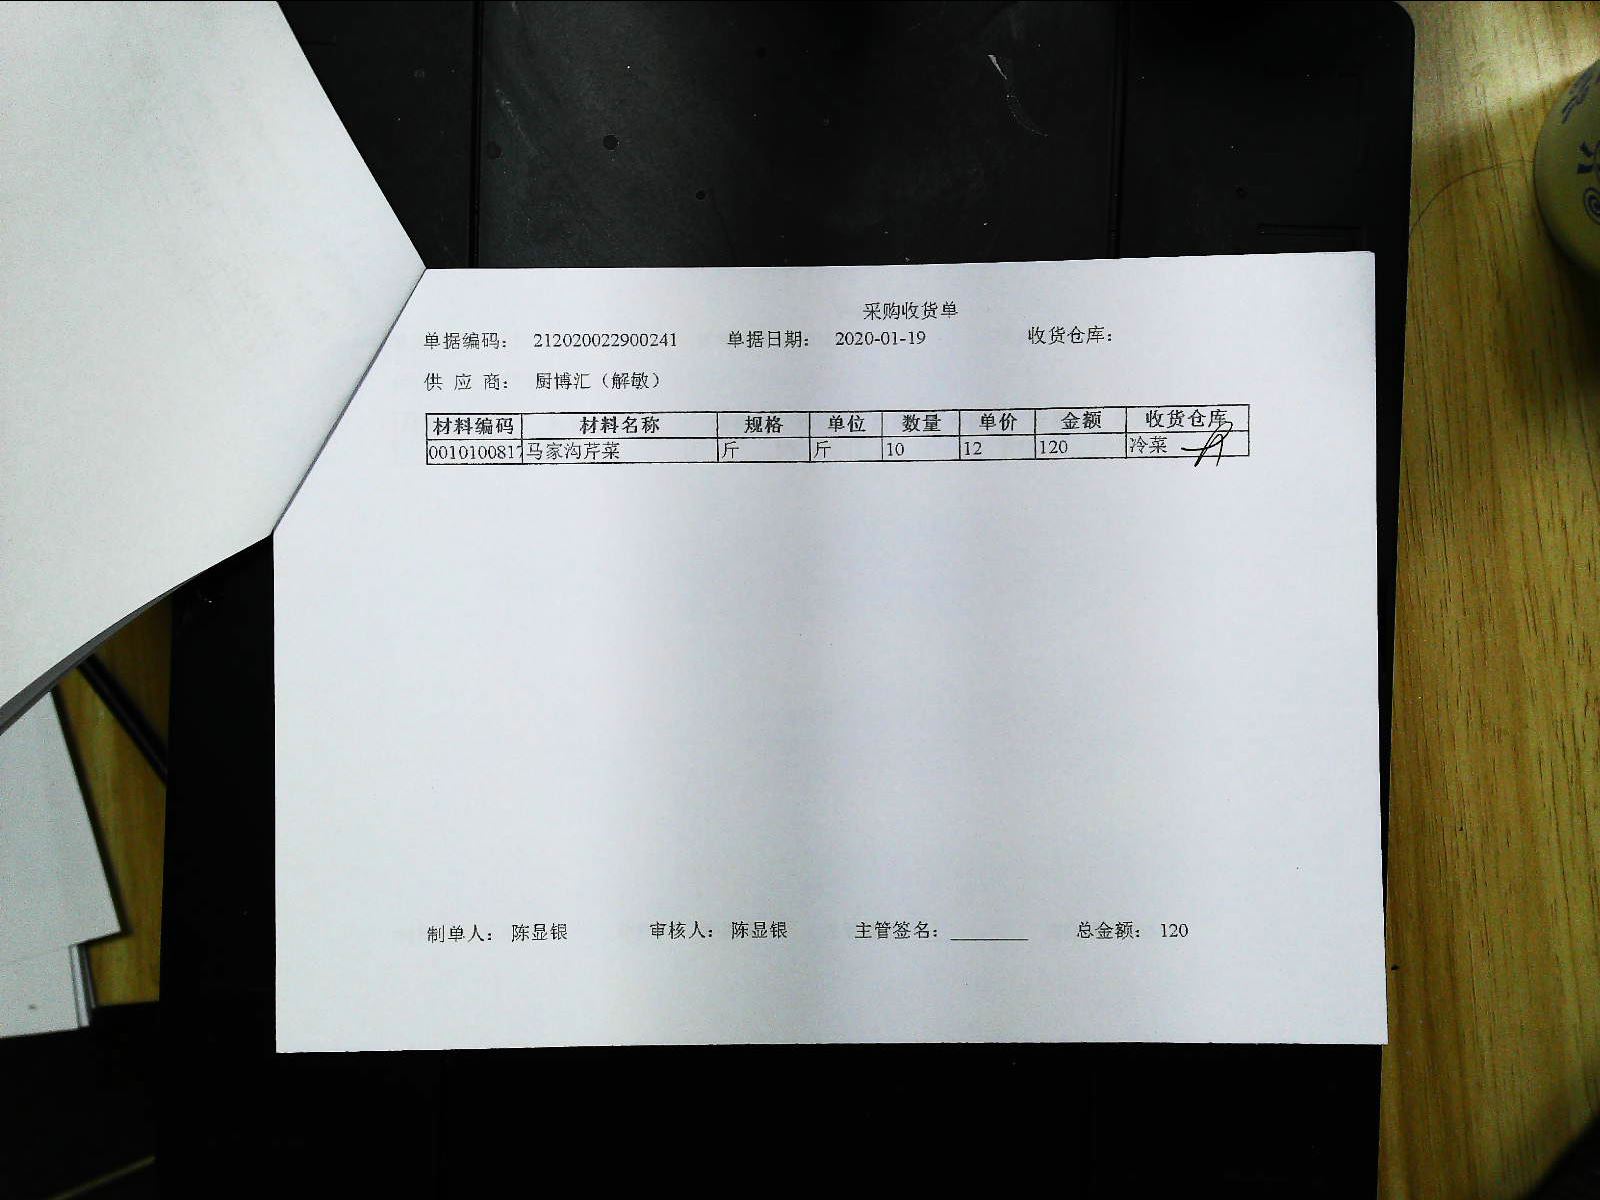 采购收货单
单据编码： 212020022900241 单据日期： 2020-01-19 收货仓库：
供 应 商： 厨博汇（解敏）
材料编码 材料名称 规格 单位 数量 单价 金额 收货仓库
0010100817 马家沟芹菜 斤 斤 10 12 120 冷菜
制单人： 陈显银 审核人： 陈显银 主管签名： ________ 总金额： 120